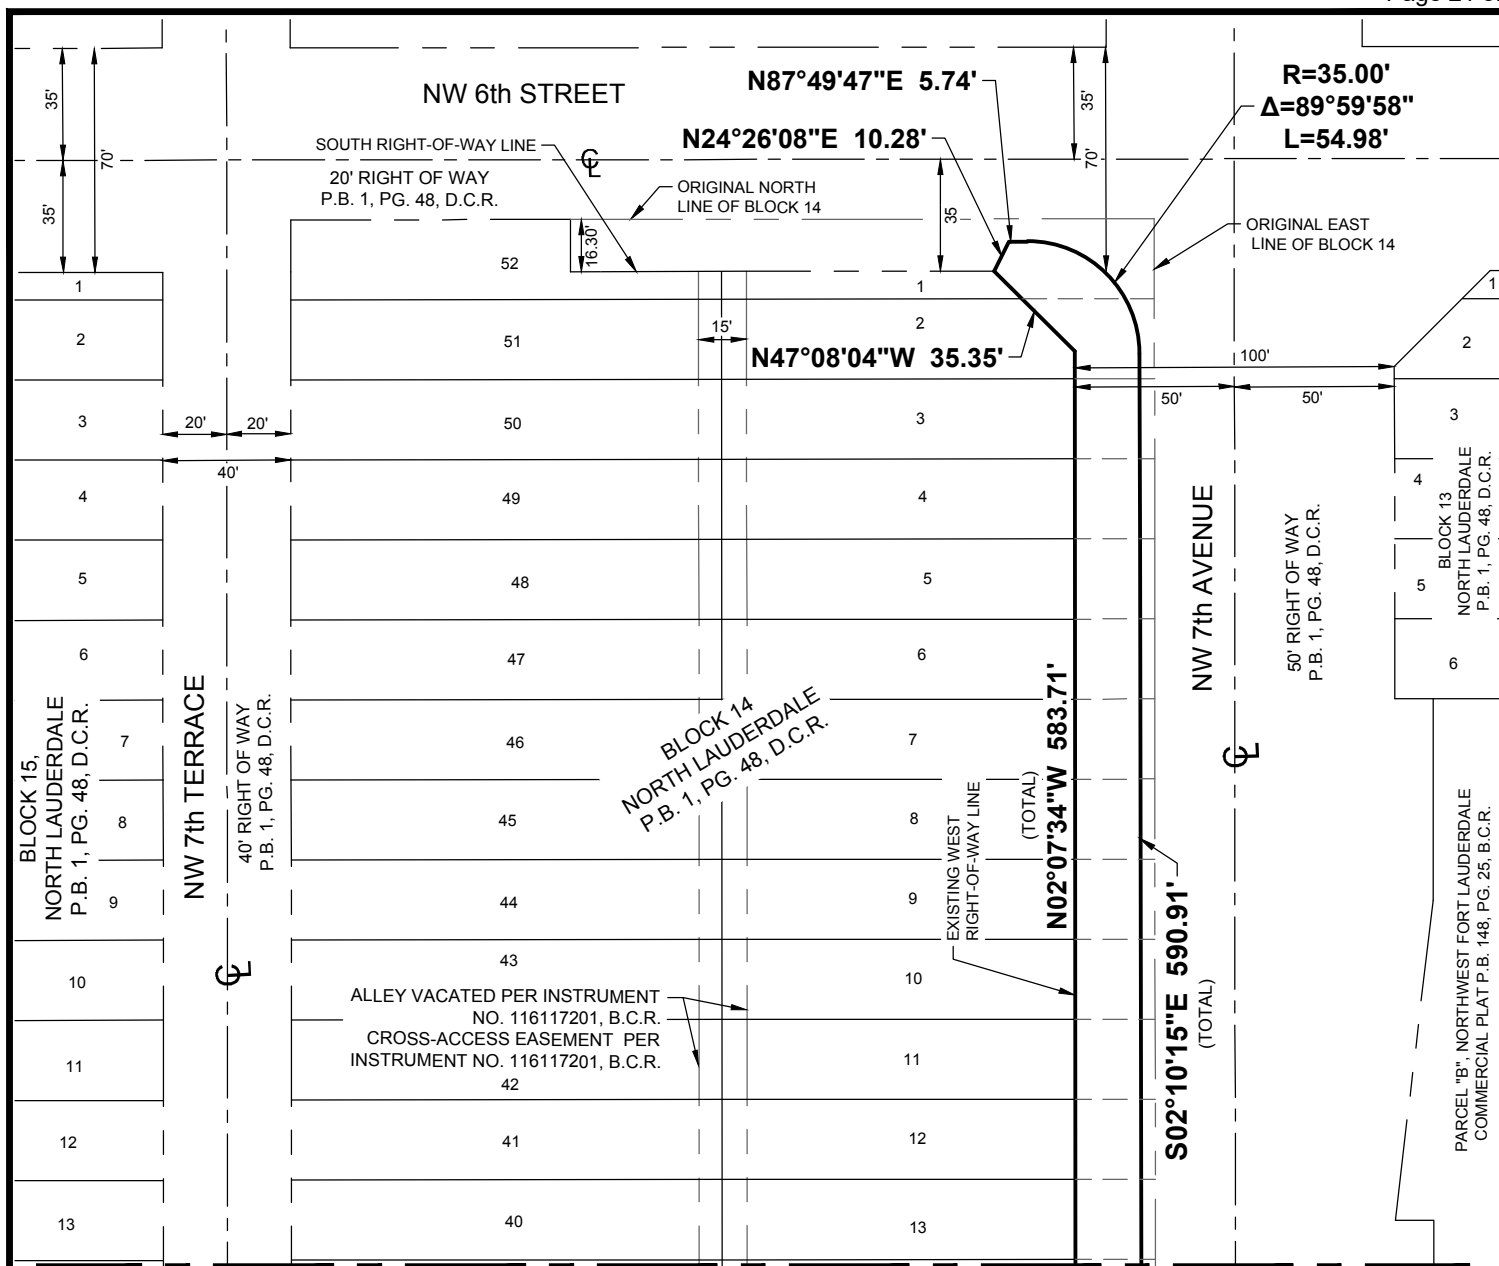 NW 6th STREET
N87°49'47"E 5.74'
R=35.00'
Δ=89°59'58"
L=54.98'
N24°26'08"E 10.28'
35'
70'
35'
SOUTH RIGHT-OF-WAY LINE
20' RIGHT OF WAY
P.B. 1, PG. 48, D.C.R.
ORIGINAL NORTH
LINE OF BLOCK 14
35'
70'
35
16.30'
ORIGINAL EAST
LINE OF BLOCK 14
N47°08'04"W 35.35'
15'
100'
50'
50'
20'
20'
40'
1
2
3
4
5
6
7
8
9
10
11
12
13
52
51
50
49
48
47
46
45
44
43
42
41
40
1
2
3
4
5
6
7
8
9
10
11
12
13
1
2
3
4
5
6
BLOCK 15,
NORTH LAUDERDALE
P.B. 1, PG. 48, D.C.R.
NW 7th TERRACE
40' RIGHT OF WAY
P.B. 1, PG. 48, D.C.R.
BLOCK 14
NORTH LAUDERDALE
P.B. 1, PG. 48, D.C.R.
ALLEY VACATED PER INSTRUMENT
NO. 116117201, B.C.R.
CROSS-ACCESS EASEMENT PER
INSTRUMENT NO. 116117201, B.C.R.
EXISTING WEST
RIGHT-OF-WAY LINE
(TOTAL)
N02°07'34"W 583.71'
S02°10'15"E 590.91'
(TOTAL)
NW 7th AVENUE
50' RIGHT OF WAY
P.B. 1, PG. 48, D.C.R.
BLOCK 13
NORTH LAUDERDALE
P.B. 1, PG. 48, D.C.R.
PARCEL "B", NORTHWEST FORT LAUDERDALE
COMMERCIAL PLAT P.B. 148, PG. 25, B.C.R.